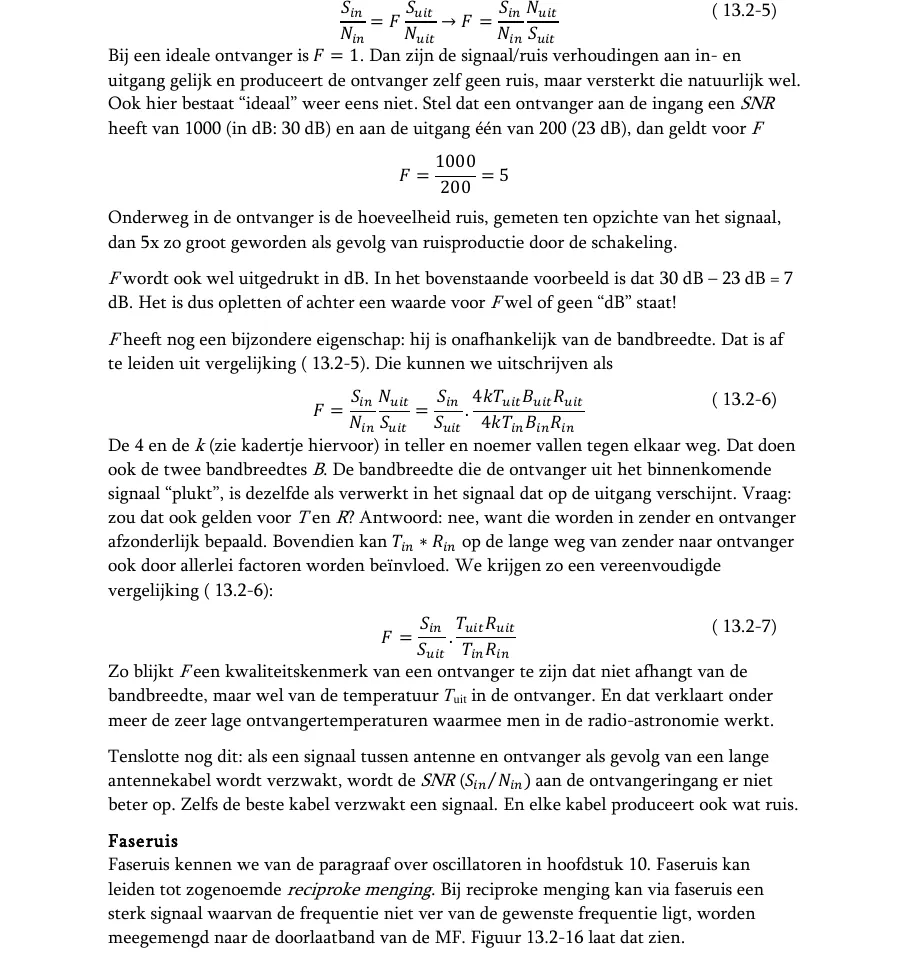 S_in/N_in = F S_uit/N_uit → F = S_in/N_in N_uit/S_uit ( 13.2-5)
Bij een ideale ontvanger is F = 1. Dan zijn de signaal/ruis verhoudingen aan in- en
uitgang gelijk en produceert de ontvanger zelf geen ruis, maar versterkt die natuurlijk wel.
Ook hier bestaat “ideaal” weer eens niet. Stel dat een ontvanger aan de ingang een SNR
heeft van 1000 (in dB: 30 dB) en aan de uitgang één van 200 (23 dB), dan geldt voor F
F = 1000/200 = 5
Onderweg in de ontvanger is de hoeveelheid ruis, gemeten ten opzichte van het signaal,
dan 5x zo groot geworden als gevolg van ruisproductie door de schakeling.
F wordt ook wel uitgedrukt in dB. In het bovenstaande voorbeeld is dat 30 dB – 23 dB = 7
dB. Het is dus opletten of achter een waarde voor F wel of geen “dB” staat!
F heeft nog een bijzondere eigenschap: hij is onafhankelijk van de bandbreedte. Dat is af
te leiden uit vergelijking ( 13.2-5). Die kunnen we uitschrijven als
F = S_in/N_in N_uit/S_uit = S_in/S_uit . 4kT_uit B_uit R_uit/4kT_in B_in R_in ( 13.2-6)
De 4 en de k (zie kadertje hiervoor) in teller en noemer vallen tegen elkaar weg. Dat doen
ook de twee bandbreedtes B. De bandbreedte die de ontvanger uit het binnenkomende
signaal “plukt”, is dezelfde als verwerkt in het signaal dat op de uitgang verschijnt. Vraag:
zou dat ook gelden voor T en R? Antwoord: nee, want die worden in zender en ontvanger
afzonderlijk bepaald. Bovendien kan T_in ∗ R_in op de lange weg van zender naar ontvanger
ook door allerlei factoren worden beïnvloed. We krijgen zo een vereenvoudigde
vergelijking ( 13.2-6):
F = S_in/S_uit . T_uit R_uit/T_in R_in ( 13.2-7)
Zo blijkt F een kwaliteitskenmerk van een ontvanger te zijn dat niet afhangt van de
bandbreedte, maar wel van de temperatuur T_uit in de ontvanger. En dat verklaart onder
meer de zeer lage ontvangertemperaturen waarmee men in de radio-astronomie werkt.
Tenslotte nog dit: als een signaal tussen antenne en ontvanger als gevolg van een lange
antennekabel wordt verzwakt, wordt de SNR (S_in/N_in) aan de ontvangeringang er niet
beter op. Zelfs de beste kabel verzwakt een signaal. En elke kabel produceert ook wat ruis.
Faseruis
Faseruis kennen we van de paragraaf over oscillatoren in hoofdstuk 10. Faseruis kan
leiden tot zogenoemde reciproke menging. Bij reciproke menging kan via faseruis een
sterk signaal waarvan de frequentie niet ver van de gewenste frequentie ligt, worden
meegemengd naar de doorlaatband van de MF. Figuur 13.2-16 laat dat zien.